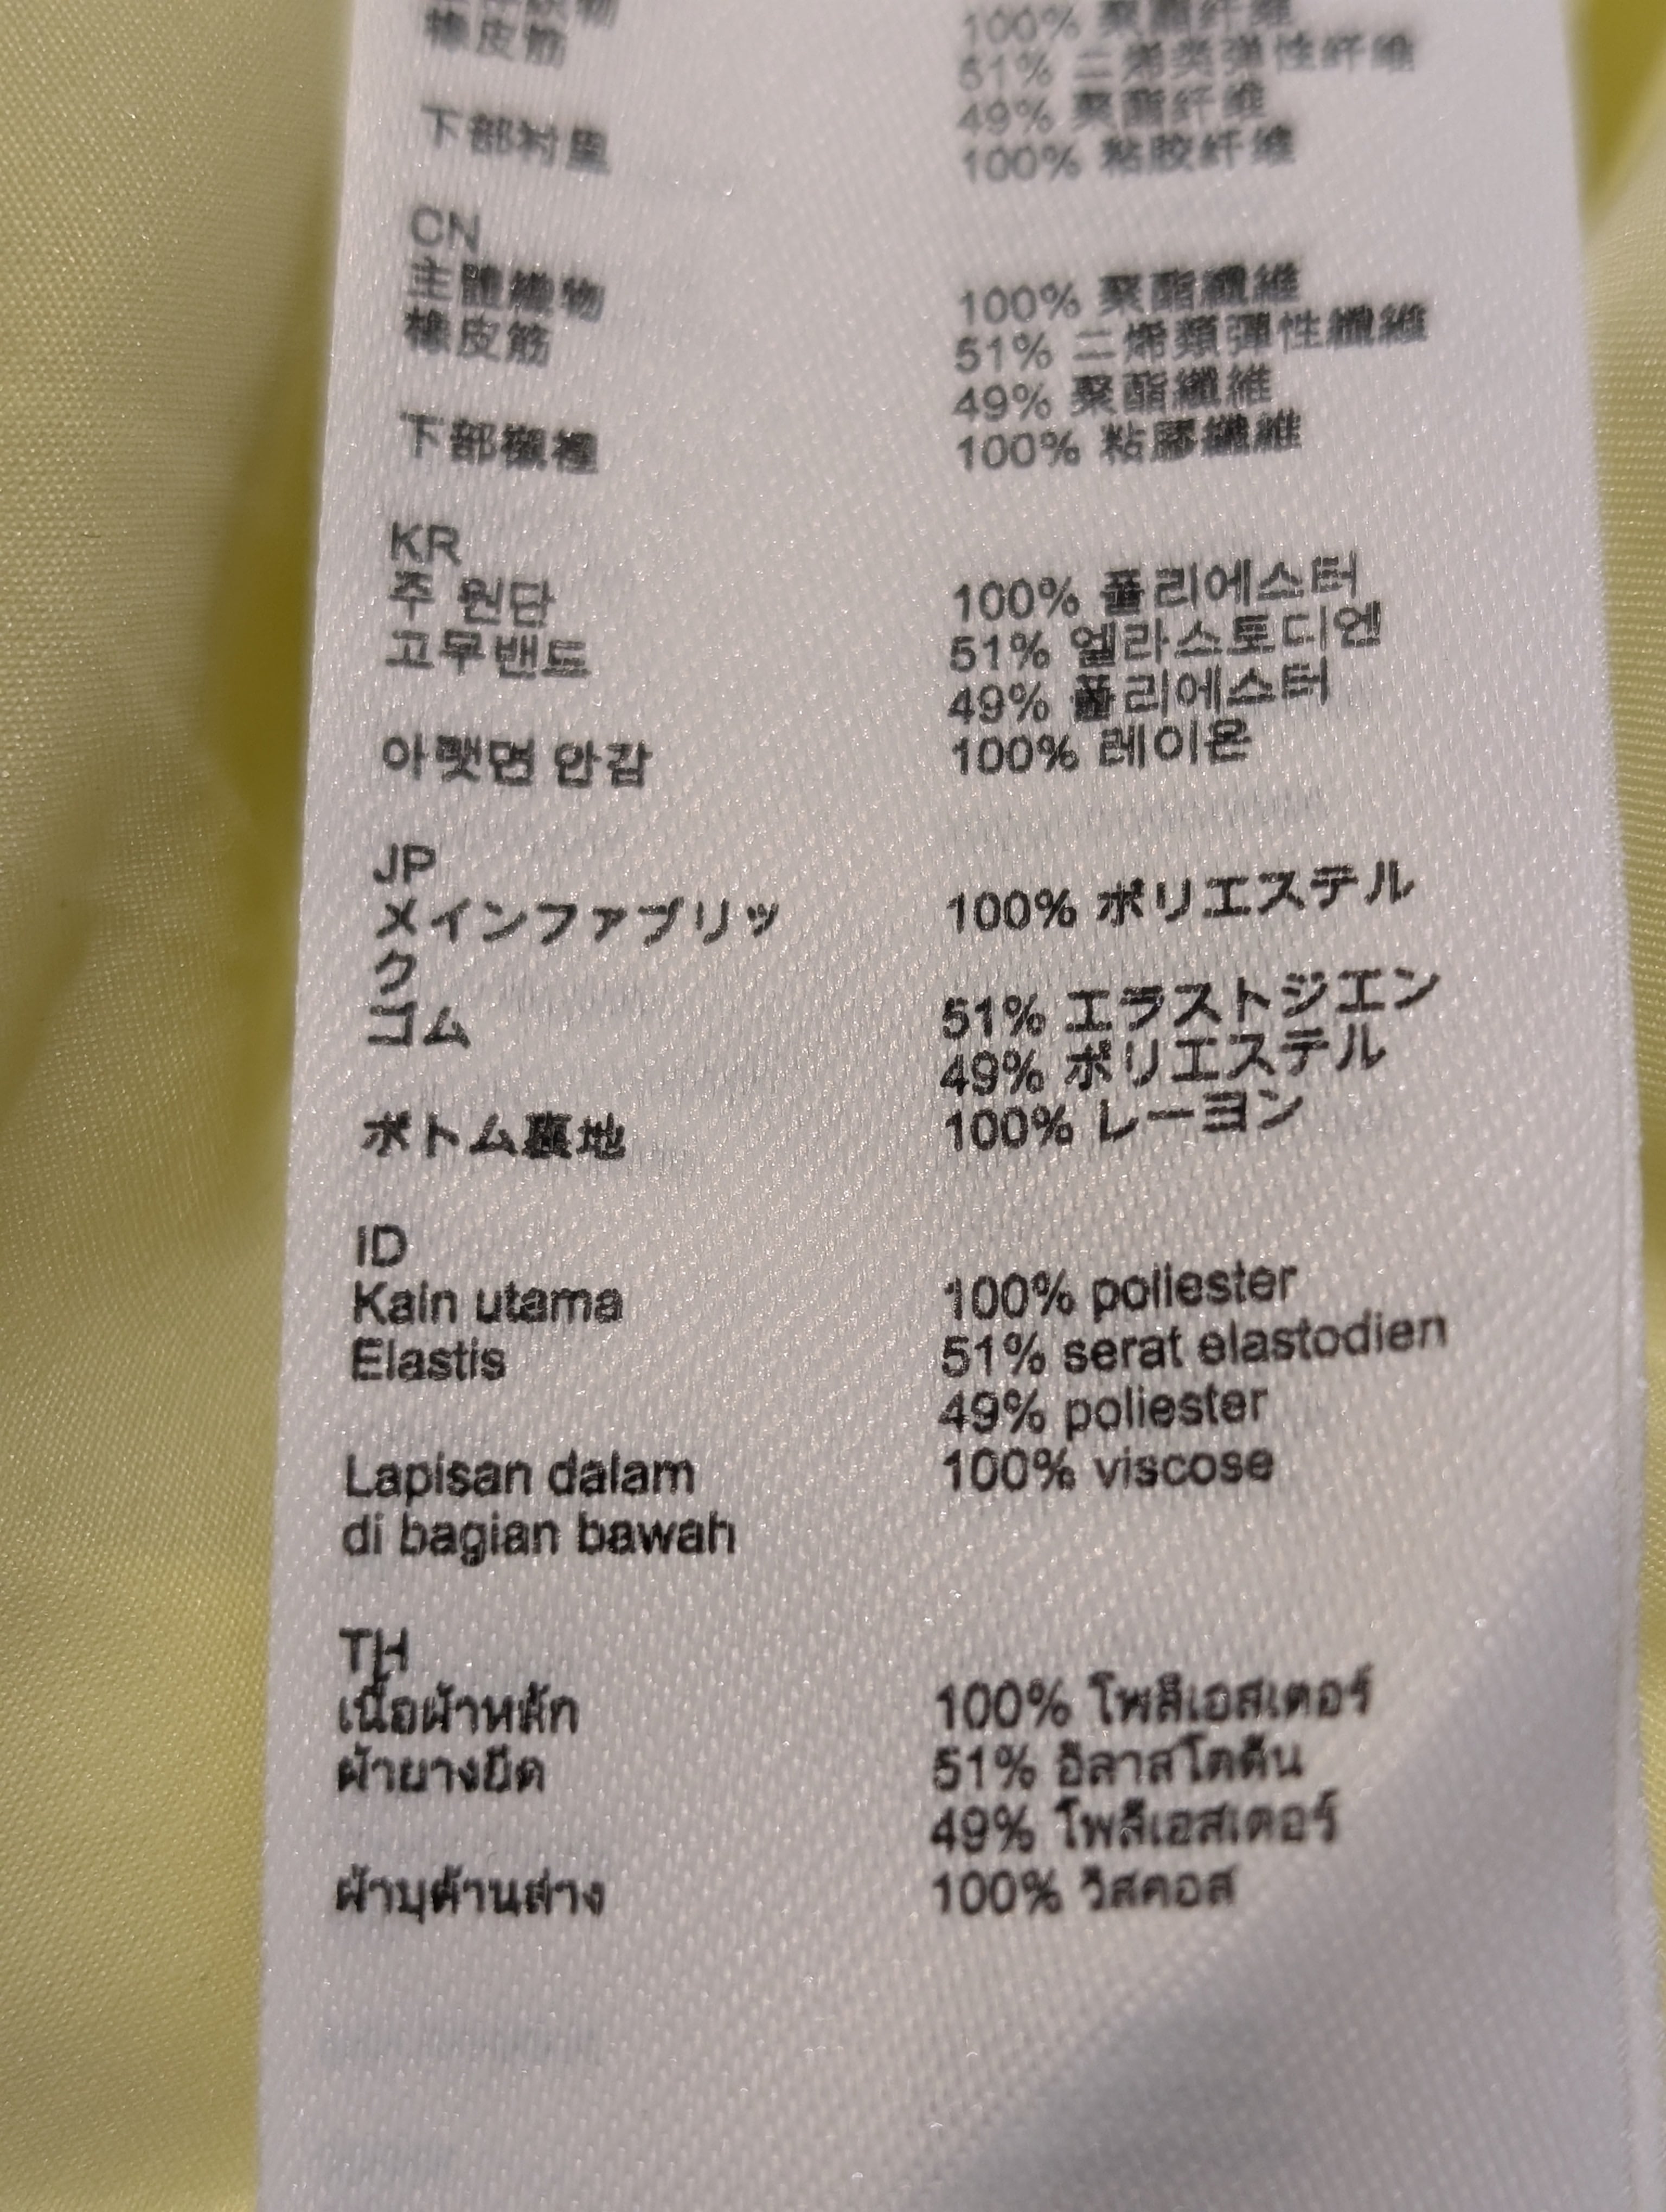 橡皮筋 100% 聚酯纤维
51% 二烯类弹性纤维
49% 聚酯纤维
下部衬里 100% 粘胶纤维
CN
主體織物 100% 聚酯纖維
橡皮筋 51% 二烯類彈性纖維
49% 聚酯纖維
下部襯裡 100% 粘膠纖維
KR
주 원단 100% 폴리에스터
고무밴드 51% 엘라스토디엔
49% 폴리에스터
아랫면 안감 100% 레이온
JP
メインファブリッ 100% ポリエステル
ク
ゴム 51% エラストジエン
49% ポリエステル
ボトム裏地 100% レーヨン
ID
Kain utama 100% poliester
Elastis 51% serat elastodien
49% poliester
Lapisan dalam 100% viscose
di bagian bawah
TH
เนื้อผ้าหลัก 100% โพลีเอสเตอร์
ผ้ายางยืด 51% อีลาสโตดีน
49% โพลีเอสเตอร์
ผ้าบุด้านล่าง 100% วิสคอส